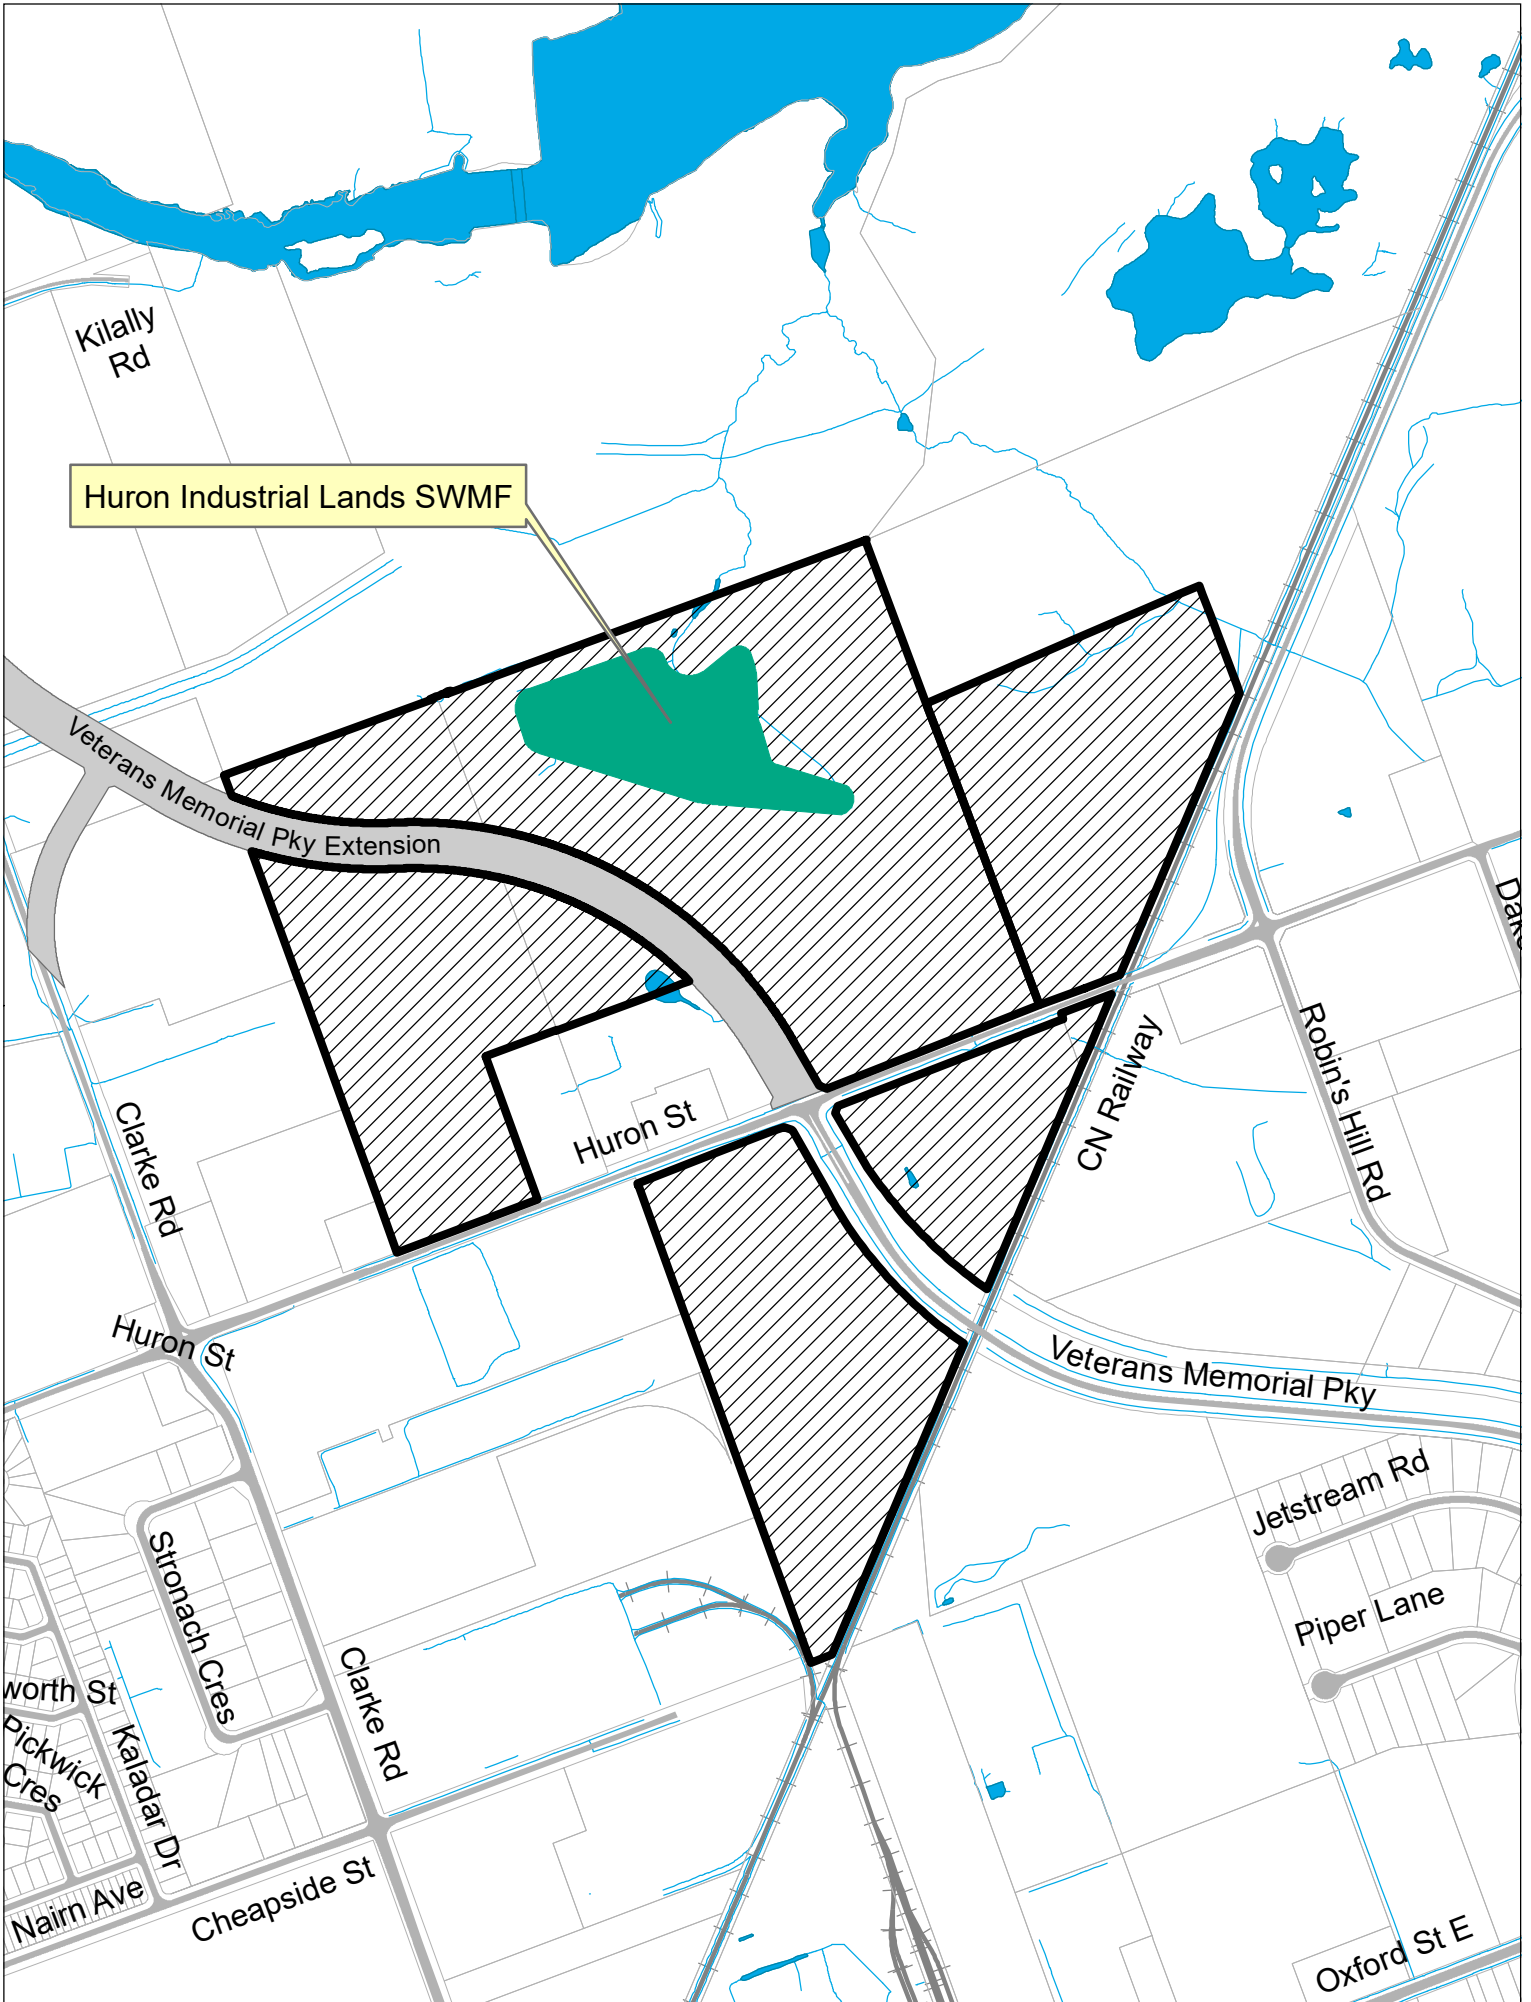 Kilally
Rd
Huron Industrial Lands SWMF
Veterans Memorial Pky Extension
Robin's Hill Rd
CN Railway
Clarke Rd
Huron St
Huron St
Veterans Memorial Pky
Jetstream Rd
Stronach Cres
Piper Lane
Clarke Rd
worth St
Pickwick
Cres
Kaladar Dr
Nairn Ave
Cheapside St
Oxford St E